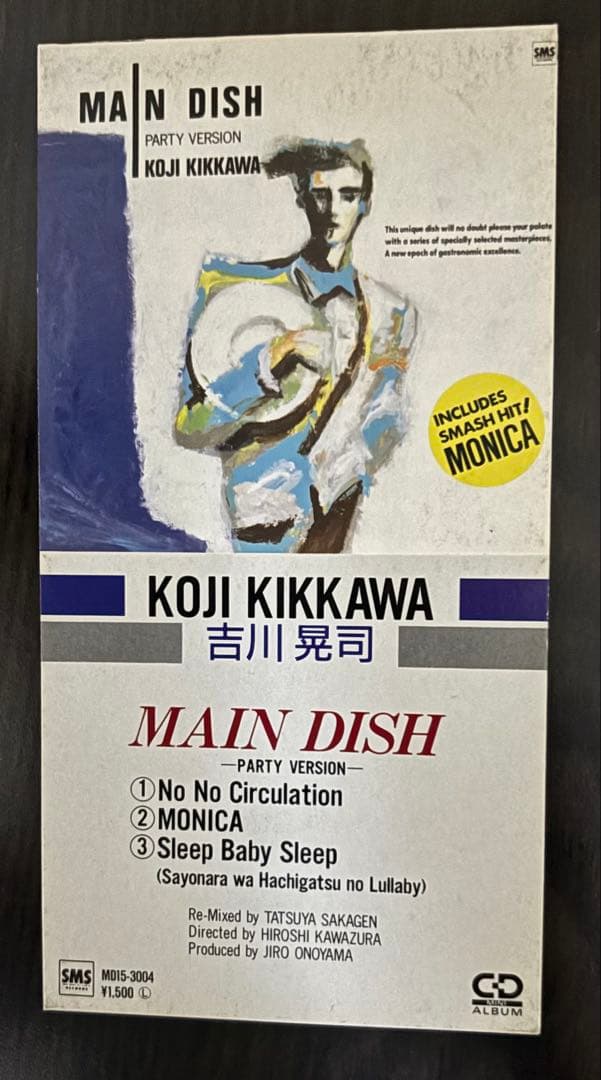 SMS
MAIN DISH
PARTY VERSION
KOJI KIKKAWA
This unique dish will no doubt please your palate
with a series of specially selected masterpieces.
A new epoch of gastronomic excellence.
INCLUDES
SMASH HIT!
MONICA
KOJI KIKKAWA
吉川晃司
MAIN DISH
—PARTY VERSION—
①No No Circulation
②MONICA
③Sleep Baby Sleep
(Sayonara wa Hachigatsu no Lullaby)
Re-Mixed by TATSUYA SAKAGEN
Directed by HIROSHI KAWAZURA
Produced by JIRO ONOYAMA
SMS
RECORDS
MD15-3004
¥1,500 Ⓛ
CD
MINI
ALBUM